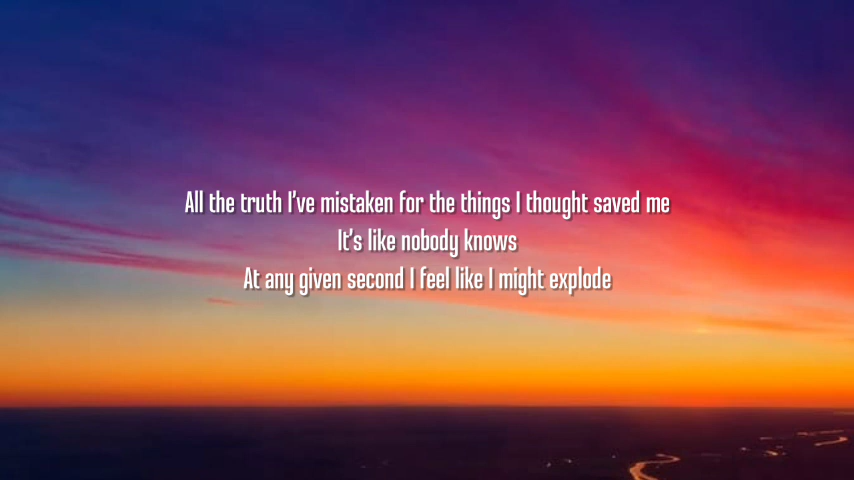 All the truth I've mistaken for the things I thought saved me
It's like nobody knows
At any given second I feel like I might explode